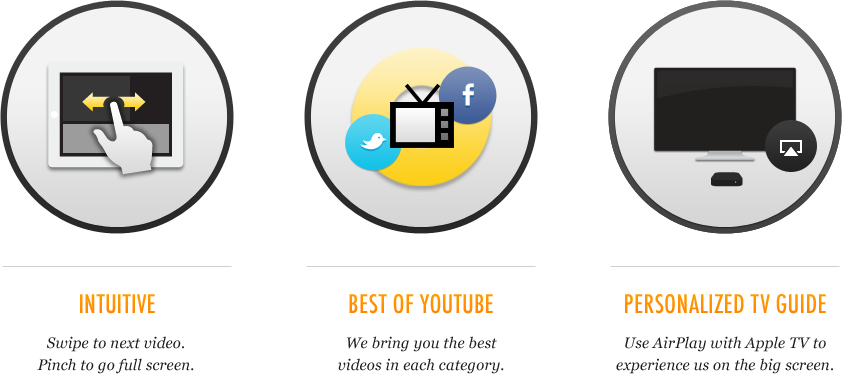 f
INTUITIVE
Swipe to next video.
Pinch to go full screen.
BEST OF YOUTUBE
We bring you the best
videos in each category.
PERSONALIZED TV GUIDE
Use AirPlay with Apple TV to
experience us on the big screen.